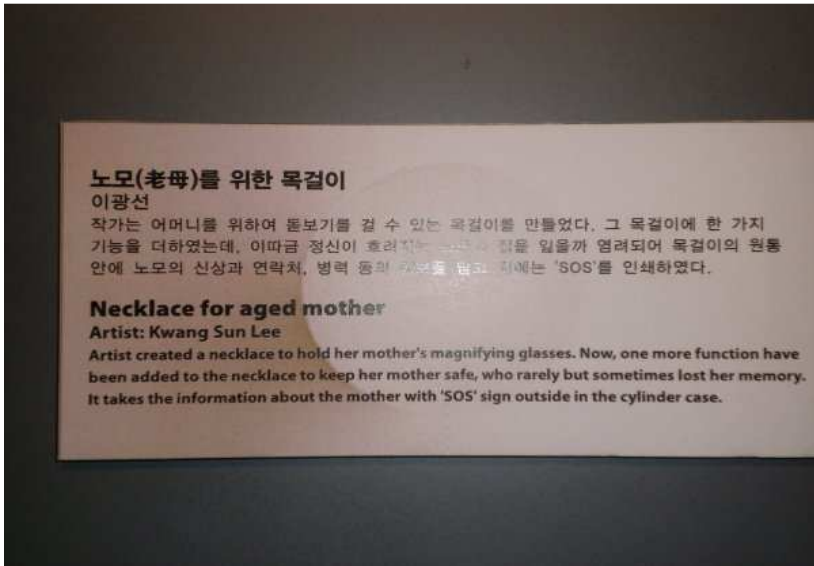 노모(老母)를 위한 목걸이
이광선
작가는 어머니를 위하여 돋보기를 걸 수 있는 목걸이를 만들었다. 그 목걸이에 한 가지
기능을 더하였는데, 이따금 정신이 흐려지는 집을 잃을까 염려되어 목걸이의 원통
안에 노모의 신상과 연락처, 병력 등의 'SOS'를 인쇄하였다.
Necklace for aged mother
Artist: Kwang Sun Lee
Artist created a necklace to hold her mother's magnifying glasses. Now, one more function have
been added to the necklace to keep her mother safe, who rarely but sometimes lost her memory.
It takes the information about the mother with 'SOS' sign outside in the cylinder case.